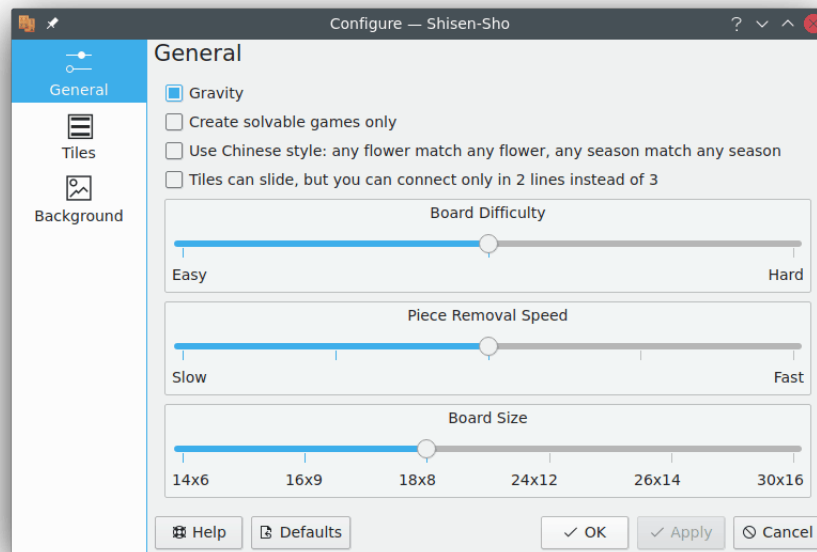 Configure — Shisen-Sho
General
General
Gravity
Create solvable games only
Tiles
Use Chinese style: any flower match any flower, any season match any season
Tiles can slide, but you can connect only in 2 lines instead of 3
Background
Board Difficulty
Easy Hard
Piece Removal Speed
Slow Fast
Board Size
14x6 16x9 18x8 24x12 26x14 30x16
Help Defaults OK Apply Cancel